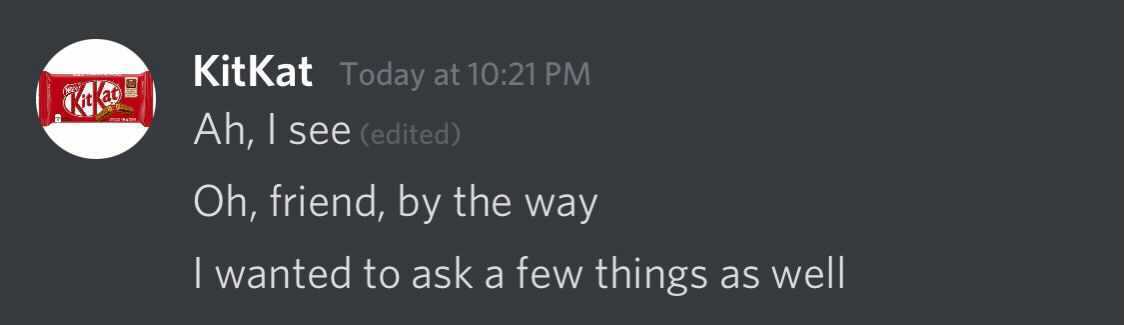 KitKat Today at 10:21 PM
KitKat
Ah, I see (edited)
Oh, friend, by the way
I wanted to ask a few things as well